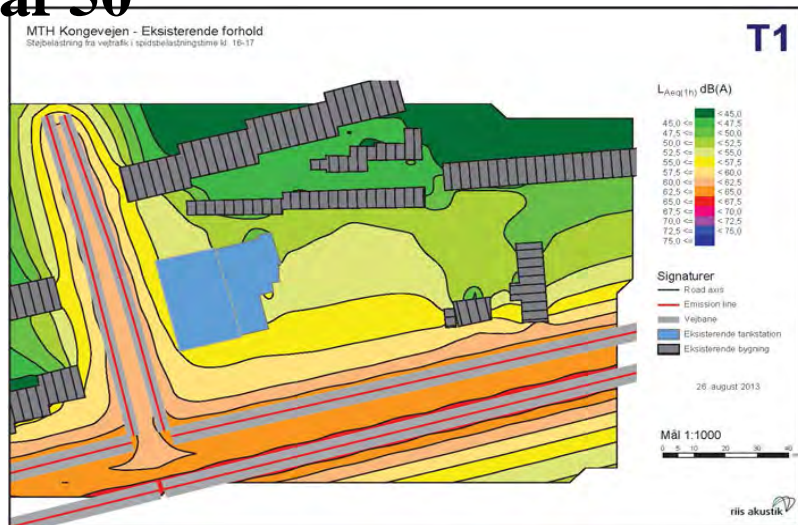 år 30
MTH Kongevejen - Eksisterende forhold
Støjbelastning fra vejtrafik i spidsbelastningstime kl. 16-17
T1
LAeq(1h) dB(A)
< 45,0
45,0 <= < 47,5
47,5 <= < 50,0
50,0 <= < 52,5
52,5 <= < 55,0
55,0 <= < 57,5
57,5 <= < 60,0
60,0 <= < 62,5
62,5 <= < 65,0
65,0 <= < 67,5
67,5 <= < 70,0
70,0 <= < 72,5
72,5 <= < 75,0
75,0 <=
Signaturer
Road axis
Emission line
Vejbane
Eksisterende tankstation
Eksisterende bygning
26. august 2013
Mål 1:1000
0 5 10 20 30 40
riis akustik